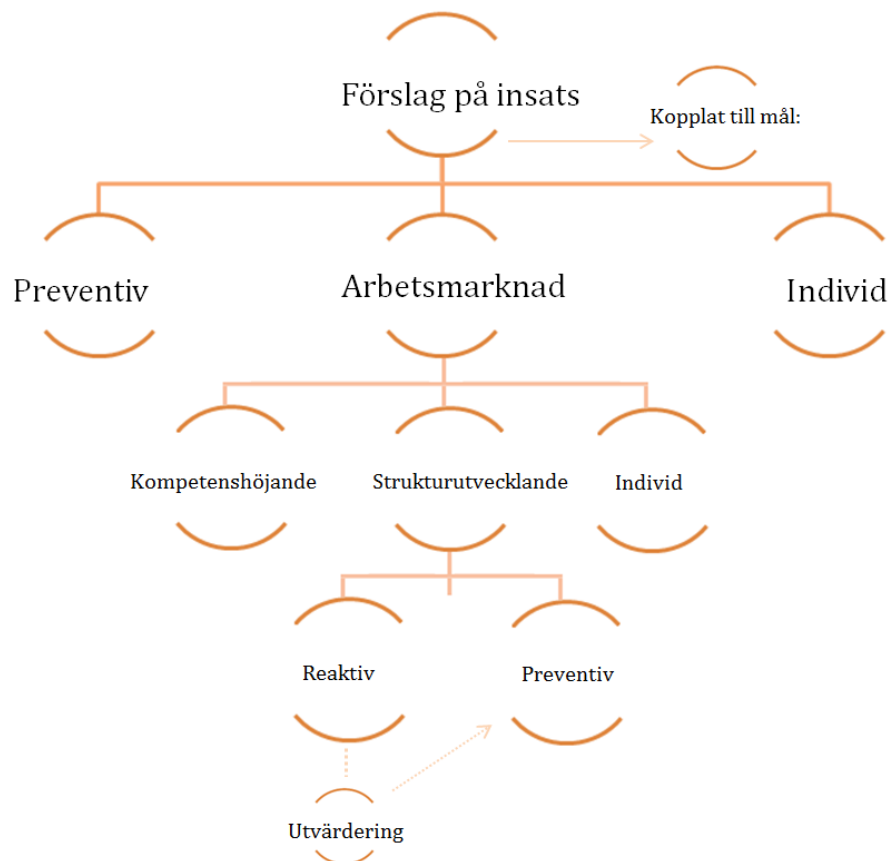 Förslag på insats
Kopplat till mål:
Preventiv
Arbetsmarknad
Individ
Kompetenshöjande
Strukturutvecklande
Individ
Reaktiv
Preventiv
Utvärdering